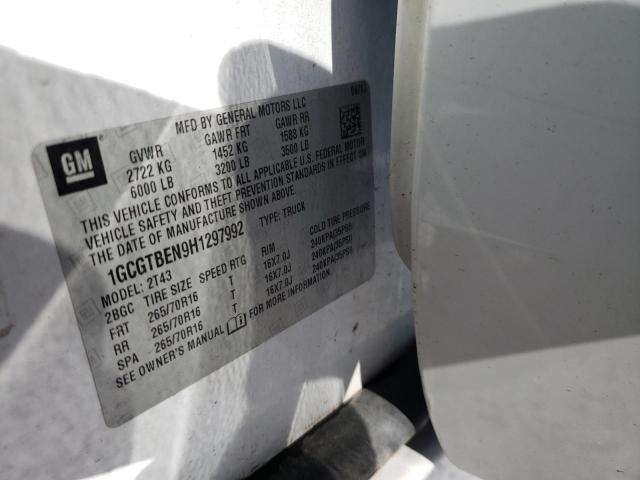 GM
MFD BY GENERAL MOTORS LLC
GVWR GAWR FRT GAWR RR
2722 KG 1452 KG 1588 KG
6000 LB 3200 LB 3500 LB
THIS VEHICLE CONFORMS TO ALL APPLICABLE U.S. FEDERAL MOTOR
VEHICLE SAFETY AND THEFT PREVENTION STANDARDS IN EFFECT ON
THE DATE OF MANUFACTURE SHOWN ABOVE.
1GCGTBEN9H1297992 TYPE: TRUCK
MODEL: 2T43
2BGC TIRE SIZE SPEED RTG RIM COLD TIRE PRESSURE
FRT 265/70R16 T 16X7.0J 240KPA(35PSI)
RR 265/70R16 T 16X7.0J 240KPA(35PSI)
SPA 265/70R16 T 16X7.0J 240KPA(35PSI)
SEE OWNER'S MANUAL FOR MORE INFORMATION